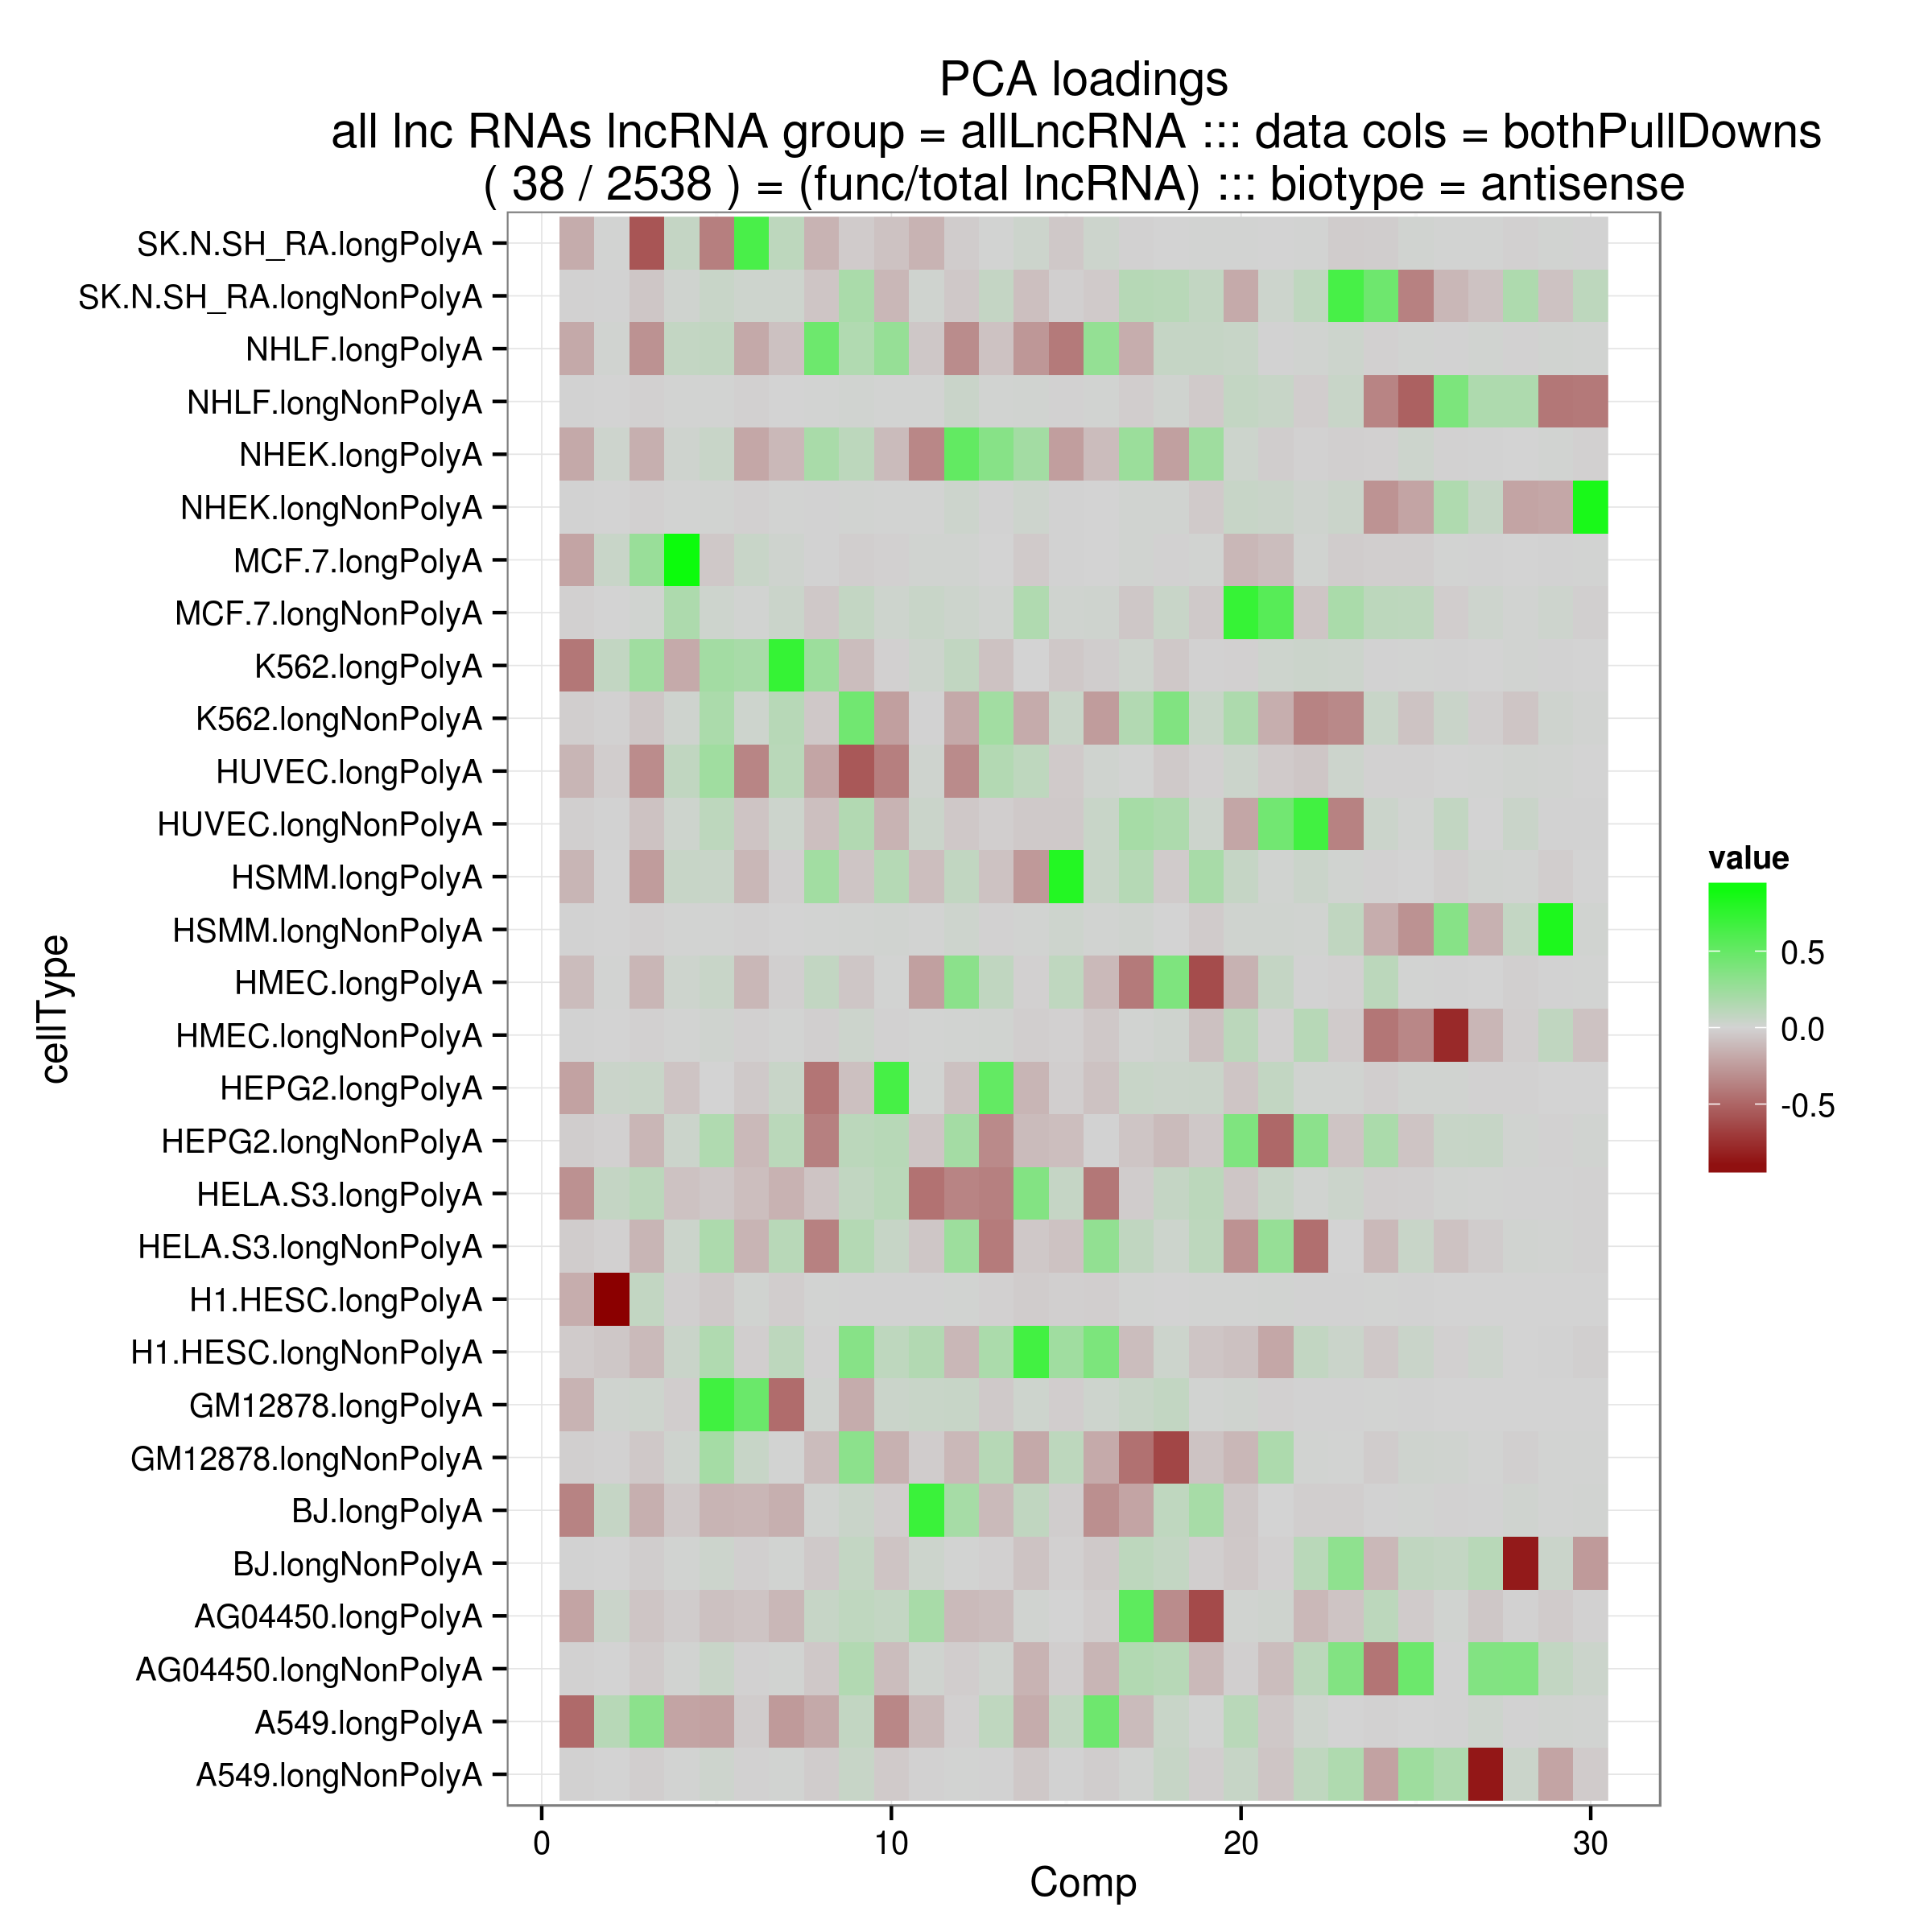 PCA loadings
all lnc RNAs lncRNA group = allLncRNA ::: data cols = bothPullDowns
( 38 / 2538 ) = (func/total lncRNA) ::: biotype = antisense
cellType
SK.N.SH_RA.longPolyA
SK.N.SH_RA.longNonPolyA
NHLF.longPolyA
NHLF.longNonPolyA
NHEK.longPolyA
NHEK.longNonPolyA
MCF.7.longPolyA
MCF.7.longNonPolyA
K562.longPolyA
K562.longNonPolyA
HUVEC.longPolyA
HUVEC.longNonPolyA
HSMM.longPolyA
HSMM.longNonPolyA
HMEC.longPolyA
HMEC.longNonPolyA
HEPG2.longPolyA
HEPG2.longNonPolyA
HELA.S3.longPolyA
HELA.S3.longNonPolyA
H1.HESC.longPolyA
H1.HESC.longNonPolyA
GM12878.longPolyA
GM12878.longNonPolyA
BJ.longPolyA
BJ.longNonPolyA
AG04450.longPolyA
AG04450.longNonPolyA
A549.longPolyA
A549.longNonPolyA
0 10 20 30
Comp
value
0.5
0.0
-0.5